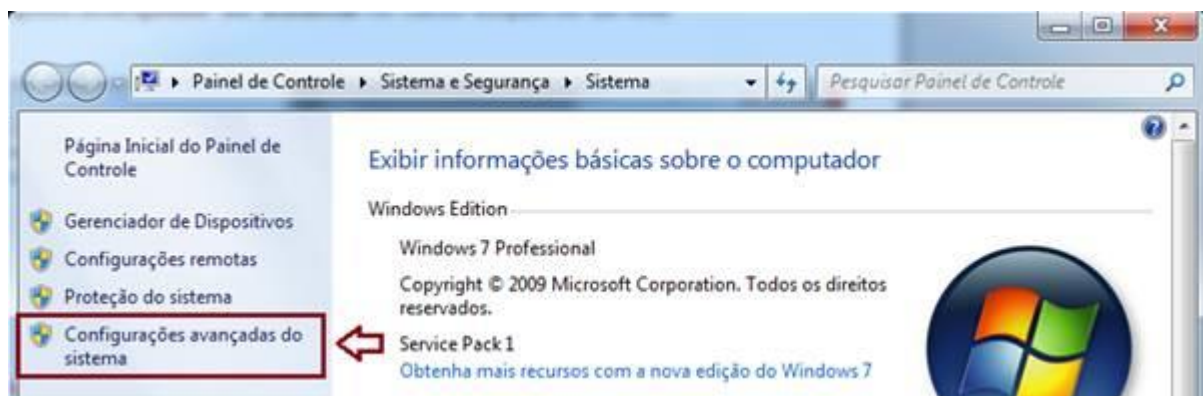 Painel de Controle ▸ Sistema e Segurança ▸ Sistema
Pesquisar Painel de Controle
Página Inicial do Painel de
Controle
Gerenciador de Dispositivos
Configurações remotas
Proteção do sistema
Configurações avançadas do
sistema
Exibir informações básicas sobre o computador
Windows Edition
Windows 7 Professional
Copyright © 2009 Microsoft Corporation. Todos os direitos
reservados.
Service Pack 1
Obtenha mais recursos com a nova edição do Windows 7